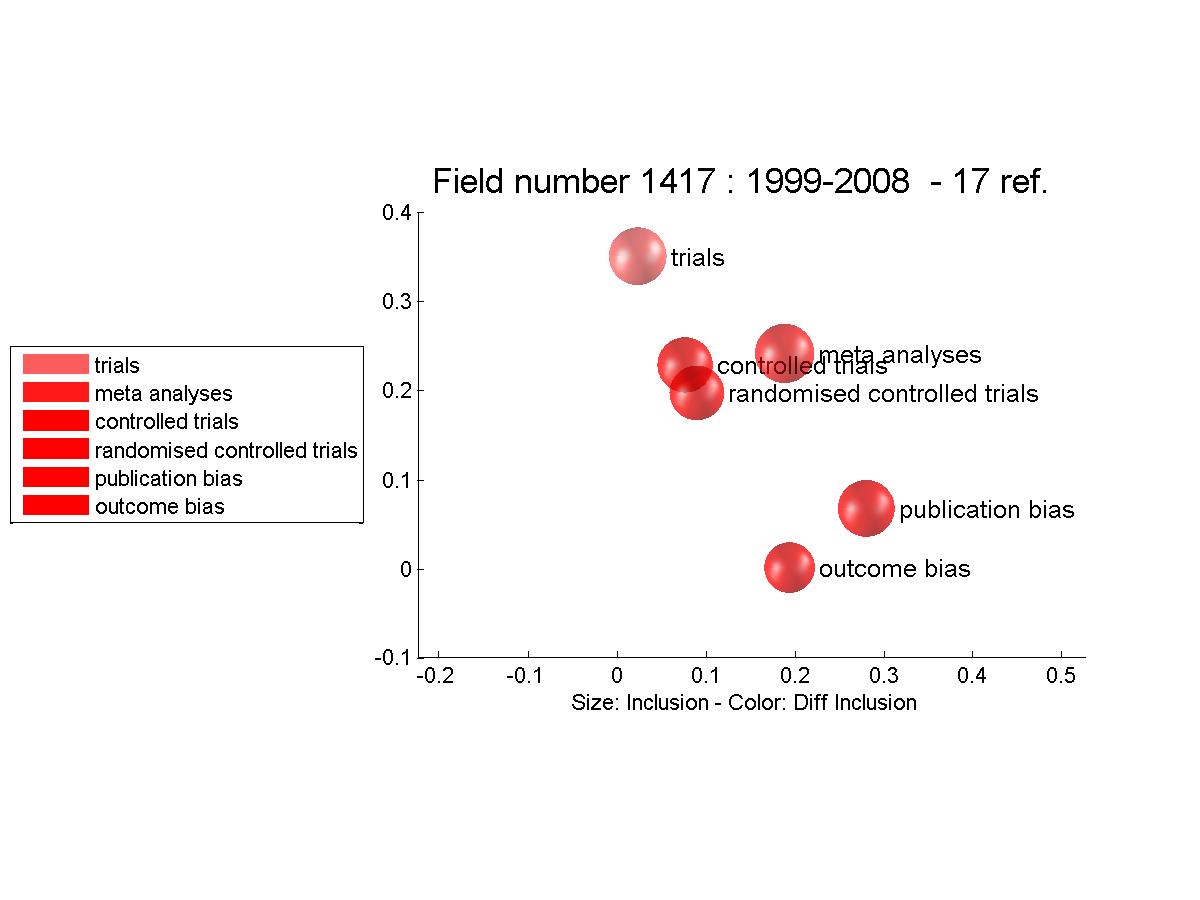 Field number 1417 : 1999-2008 - 17 ref.
0.4
0.3
0.2
0.1
0
-0.1
-0.2
-0.1
0
0.1
0.2
0.3
0.4
0.5
Size: Inclusion - Color: Diff Inclusion
trials
meta analyses
controlled trials
randomised controlled trials
publication bias
outcome bias
trials
meta analyses
controlled trials
randomised controlled trials
publication bias
outcome bias